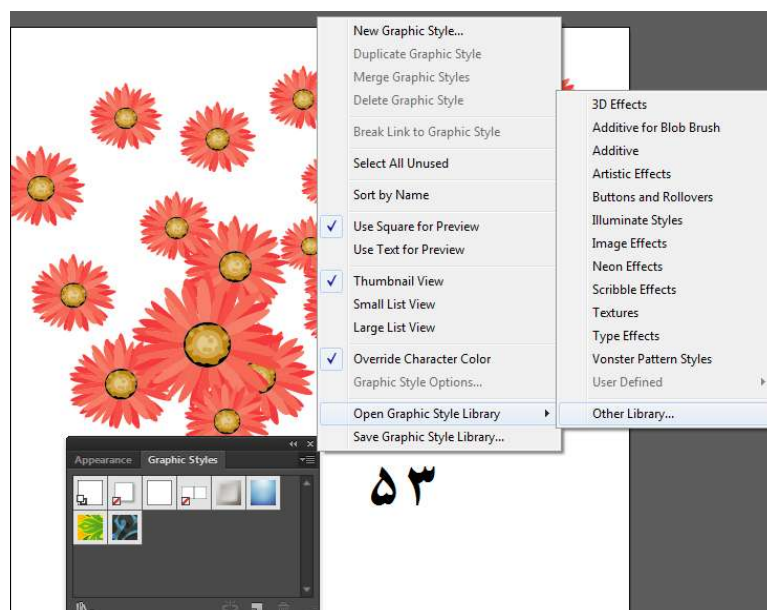 New Graphic Style...
Duplicate Graphic Style
Merge Graphic Styles
Delete Graphic Style
Break Link to Graphic Style
Select All Unused
Sort by Name
Use Square for Preview
Use Text for Preview
Thumbnail View
Small List View
Large List View
Override Character Color
Graphic Style Options...
Open Graphic Style Library
Save Graphic Style Library...
3D Effects
Additive for Blob Brush
Additive
Artistic Effects
Buttons and Rollovers
Illuminate Styles
Image Effects
Neon Effects
Scribble Effects
Textures
Type Effects
Vonster Pattern Styles
User Defined
Other Library...
Appearance Graphic Styles
۵۳